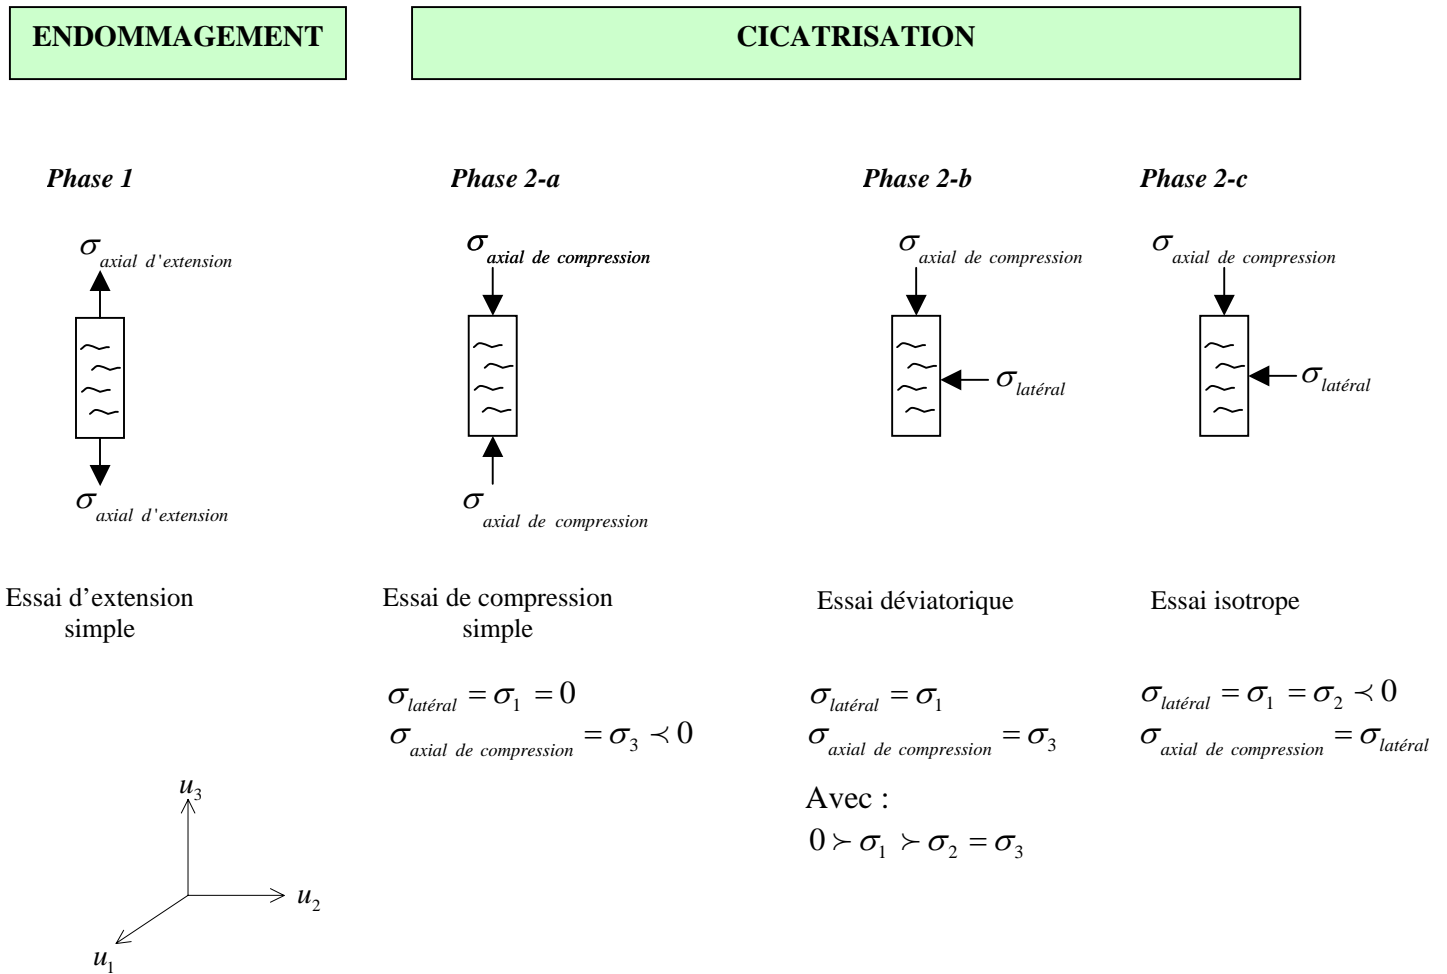 ENDOMMAGEMENT
CICATRISATION
Phase 1
Phase 2-a
Phase 2-b
Phase 2-c
σ axial d'extension
σ axial de compression
σ axial de compression
σ axial de compression
σ latéral
σ latéral
σ axial d'extension
σ axial de compression
Essai d’extension
simple
Essai de compression
simple
Essai déviatorique
Essai isotrope
σ latéral = σ1 = 0
σ axial de compression = σ3 ≺ 0
σ latéral = σ1
σ axial de compression = σ3
Avec :
0 ≻ σ1 ≻ σ2 = σ3
σ latéral = σ1 = σ2 ≺ 0
σ axial de compression = σ latéral
u3
u2
u1